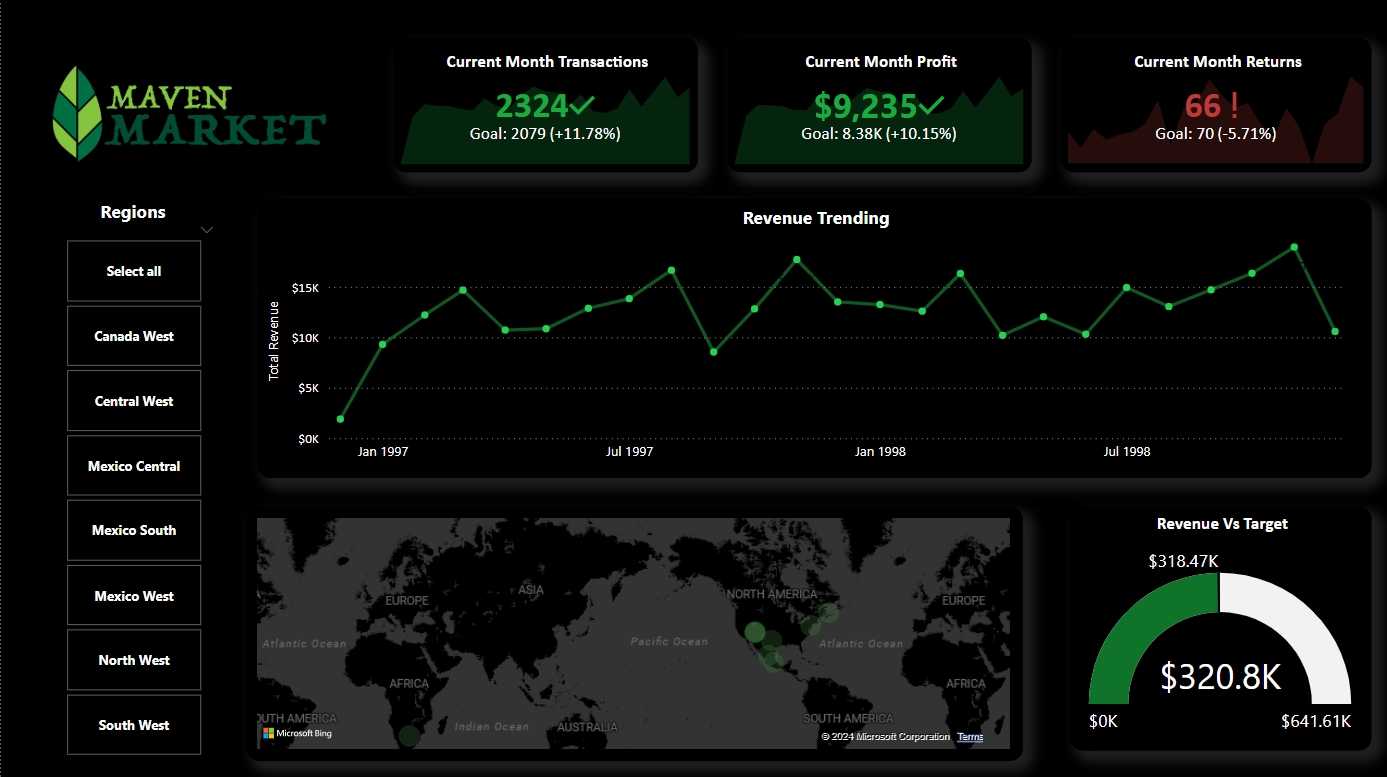 MAVEN
MARKET
Current Month Transactions
2324
Goal: 2079 (+11.78%)
Current Month Profit
$9,235
Goal: 8.38K (+10.15%)
Current Month Returns
66 !
Goal: 70 (-5.71%)
Regions
Select all
Canada West
Central West
Mexico Central
Mexico South
Mexico West
North West
South West
Revenue Trending
Total Revenue
$15K
$10K
$5K
$0K
Jan 1997
Jul 1997
Jan 1998
Jul 1998
ASIA
NORTH AMERICA
EUROPE
EUROPE
Atlantic Ocean
Pacific Ocean
Atlantic Ocean
AFRICA
AFRICA
UTH AMERICA
SOUTH AMERICA
Indian Ocean
AUSTRALIA
Microsoft Bing
© 2024 Microsoft Corporation Terms
Revenue Vs Target
$318.47K
$320.8K
$0K
$641.61K